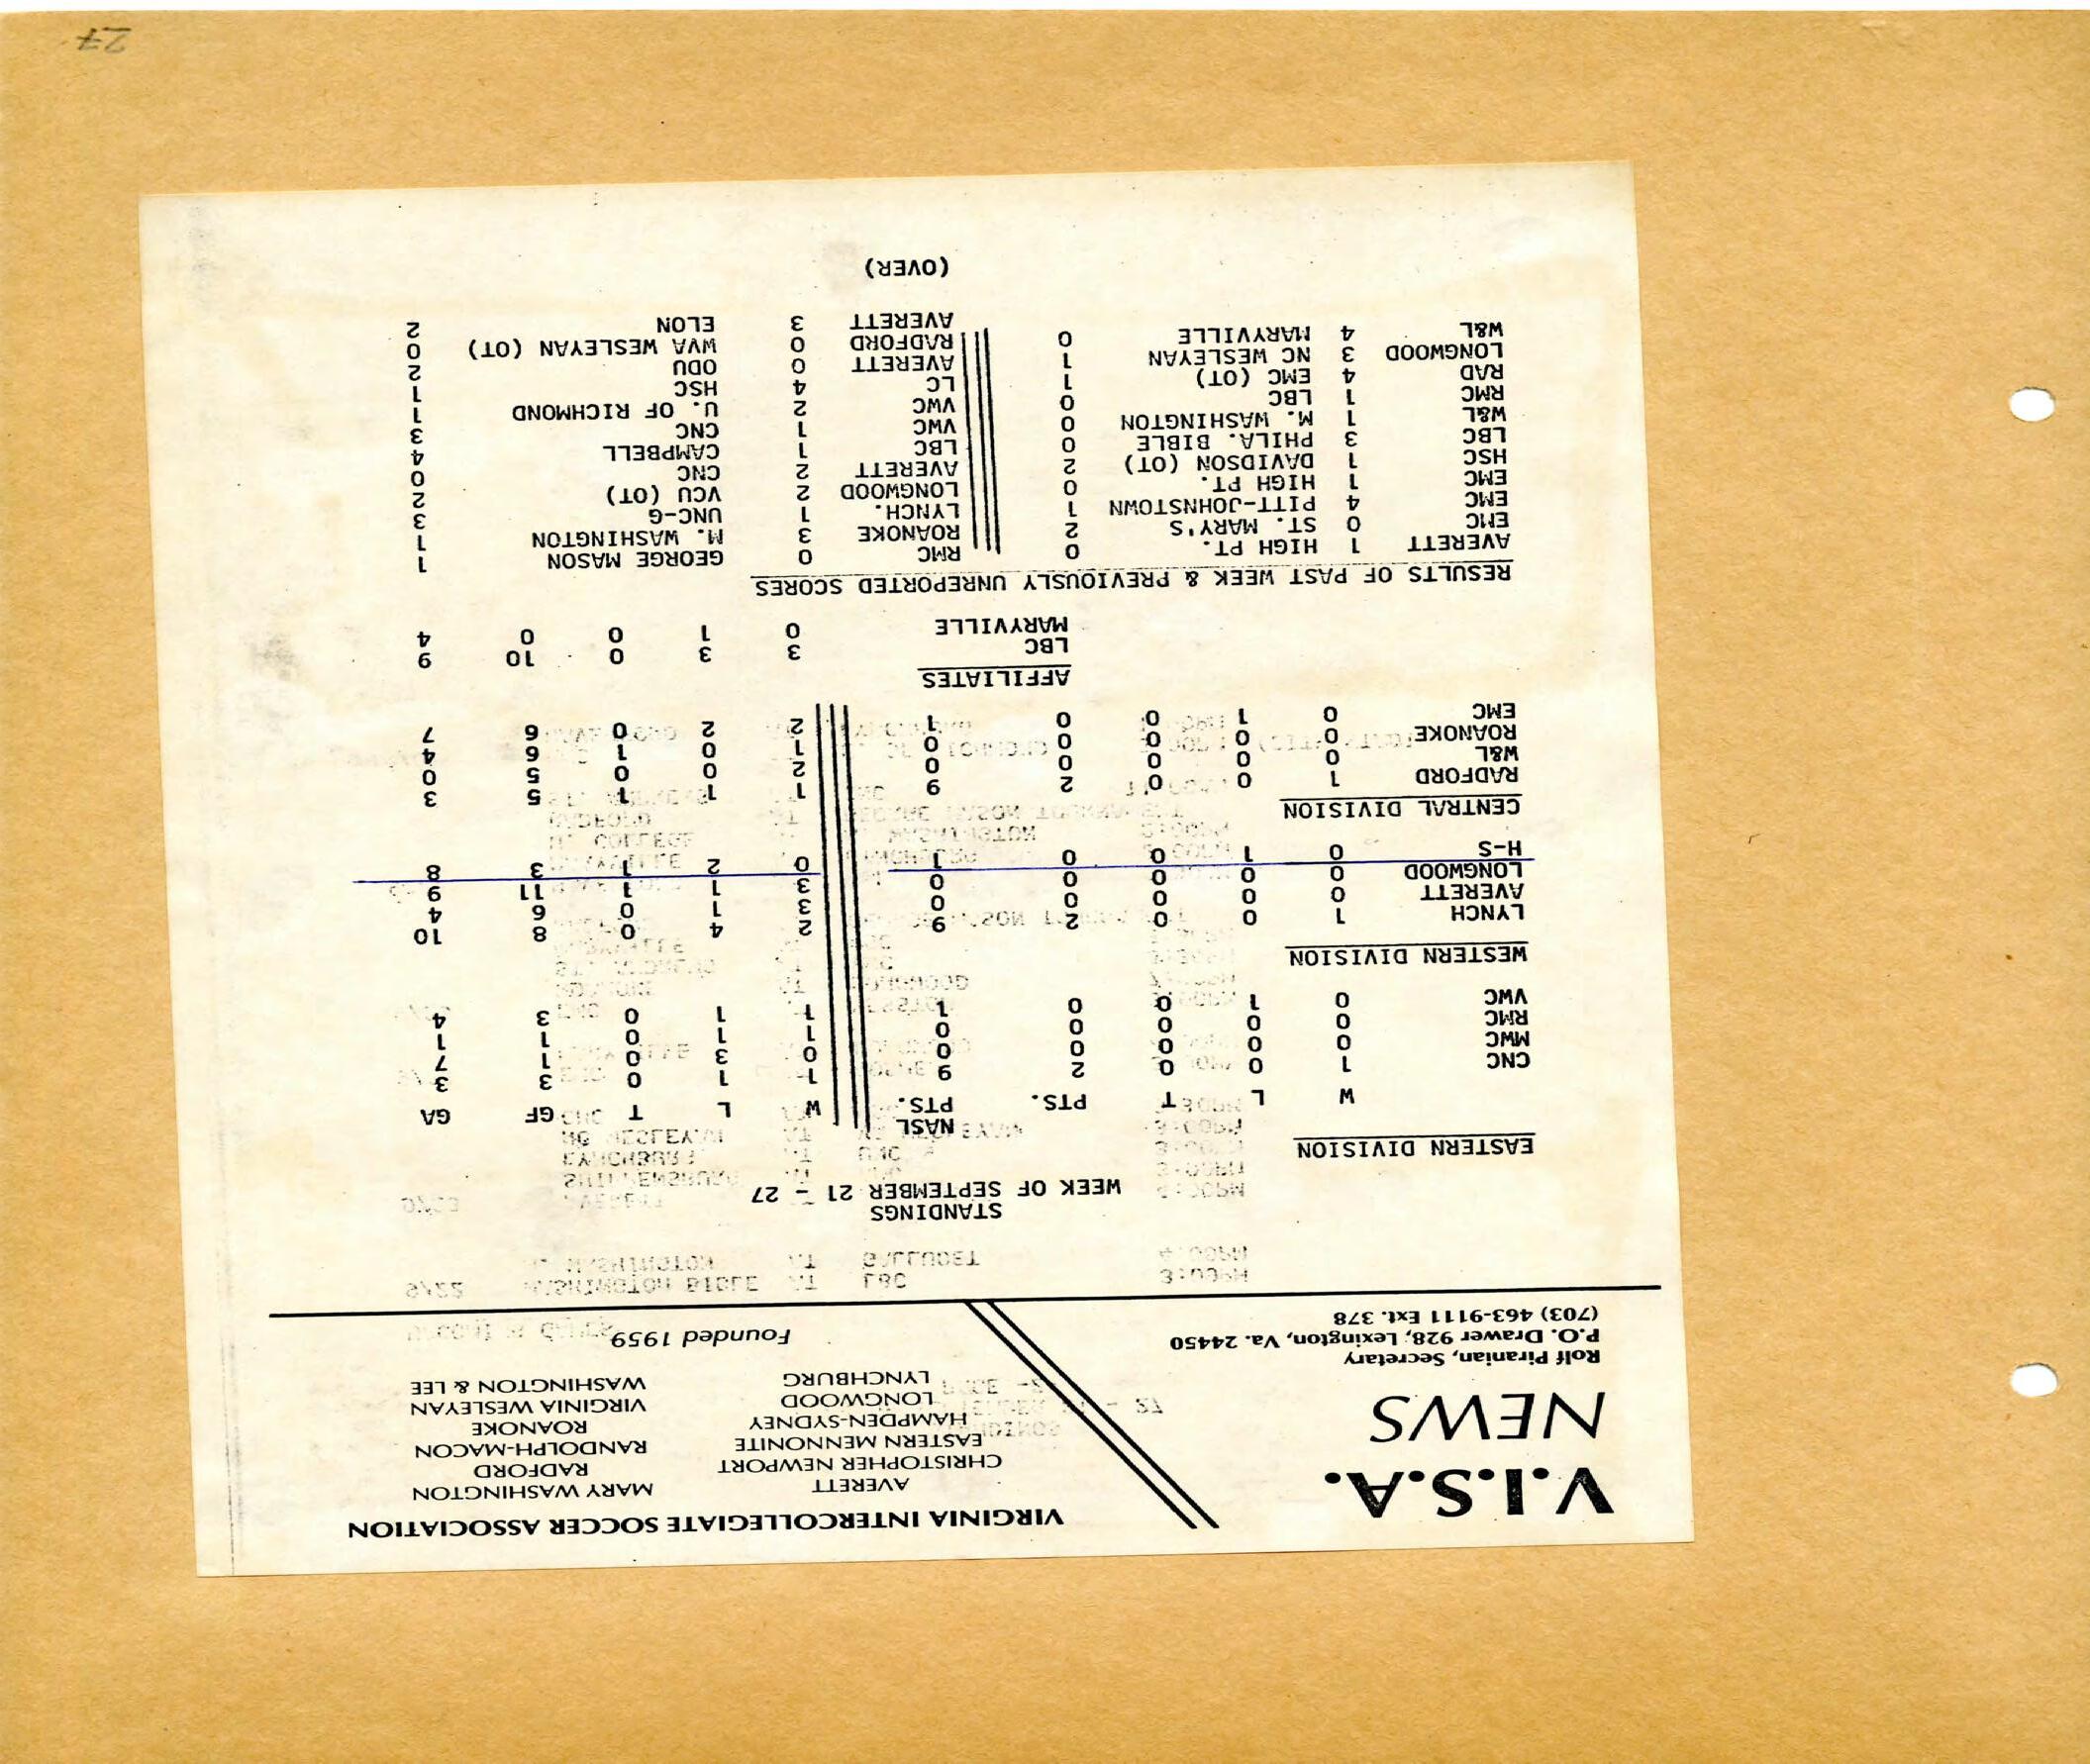 V.I.S.A.
NEWS
Rolf Piranian, Secretary
P.O. Drawer 928, Lexington, Va. 24450
(703) 463-9111 Ext. 378
VIRGINIA INTERCOLLEGIATE SOCCER ASSOCIATION
AVERETT MARY WASHINGTON
CHRISTOPHER NEWPORT RADFORD
EASTERN MENNONITE RANDOLPH-MACON
HAMPDEN-SYDNEY ROANOKE
LONGWOOD VIRGINIA WESLEYAN
LYNCHBURG WASHINGTON & LEE
Founded 1959
STANDINGS
WEEK OF SEPTEMBER 21 - 27
EASTERN DIVISION
NASL
W L T PTS. PTS. W L T GF GA
CNC 1 0 0 2 9 1 1 0 3 3
MWC 0 0 0 0 0 0 3 0 1 7
RMC 0 0 0 0 0 1 1 0 1 1
VWC 0 1 0 0 1 1 1 0 3 4
WESTERN DIVISION
LYNCH 1 0 0 2 9 2 4 0 8 10
AVERETT 0 0 0 0 0 3 1 0 6 4
LONGWOOD 0 0 0 0 0 3 1 1 11 9
H-S 0 1 0 0 1 0 2 1 3 8
CENTRAL DIVISION
RADFORD 1 0 0 2 9 1 1 1 5 3
W&L 0 0 0 0 0 2 0 0 5 0
ROANOKE 0 0 0 0 0 1 0 1 6 4
EMC 0 1 0 0 1 2 2 0 6 7
AFFILIATES
LBC 3 3 0 10 9
MARYVILLE 0 1 0 0 4
RESULTS OF PAST WEEK & PREVIOUSLY UNREPORTED SCORES
AVERETT 1 HIGH PT. 0 RMC 0 GEORGE MASON 1
EMC 0 ST. MARY'S 2 ROANOKE 3 M. WASHINGTON 1
EMC 4 PITT-JOHNSTOWN 1 LYNCH. 1 UNC-G 3
EMC 1 HIGH PT. 0 LONGWOOD 2 VCU (OT) 2
HSC 1 DAVIDSON (OT) 2 AVERETT 2 CNC 0
LBC 3 PHILA. BIBLE 0 LBC 1 CAMPBELL 4
W&L 1 M. WASHINGTON 0 VWC 1 CNC 3
RMC 1 LBC 0 VWC 2 U. OF RICHMOND 1
RAD 4 EMC (OT) 1 LC 4 HSC 1
LONGWOOD 3 NC WESLEYAN 1 AVERETT 0 ODU 2
W&L 4 MARYVILLE 0 RADFORD 0 WVA WESLEYAN (OT) 0
AVERETT 3 ELON 2
(OVER)
27